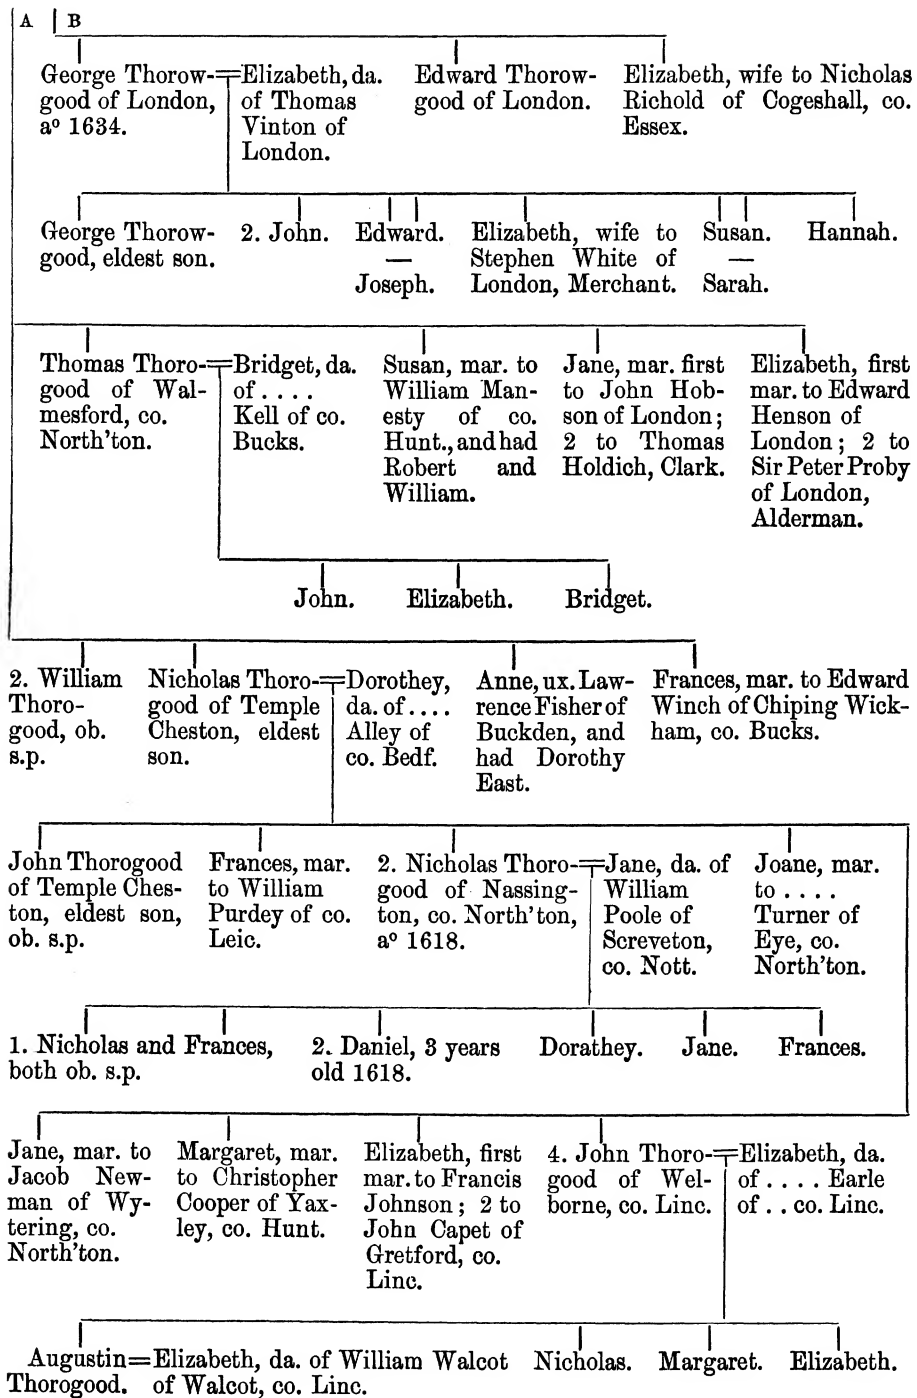 A | B
George Thorow-=Elizabeth, da.
good of London, of Thomas
aº 1634. Vinton of
London.
Edward Thorow-
good of London.
Elizabeth, wife to Nicholas
Richold of Cogeshall, co.
Essex.
George Thorow-
good, eldest son.
2. John.
Edward.
—
Joseph.
Elizabeth, wife to
Stephen White of
London, Merchant.
Susan.
—
Sarah.
Hannah.
Thomas Thoro-=Bridget, da.
good of Wal- of . . . .
mesford, co. Kell of co.
North'ton. Bucks.
Susan, mar. to
William Man-
esty of co.
Hunt., and had
Robert and
William.
Jane, mar. first
to John Hob-
son of London;
2 to Thomas
Holdich, Clark.
Elizabeth, first
mar. to Edward
Henson of
London; 2 to
Sir Peter Proby
of London,
Alderman.
John. Elizabeth. Bridget.
2. William
Thoro-
good, ob.
s.p.
Nicholas Thoro-=Dorothey,
good of Temple da. of . . . .
Cheston, eldest Alley of
son. co. Bedf.
Anne, ux. Law-
rence Fisher of
Buckden, and
had Dorothy
East.
Frances, mar. to Edward
Winch of Chiping Wick-
ham, co. Bucks.
John Thorogood
of Temple Ches-
ton, eldest son,
ob. s.p.
Frances, mar.
to William
Purdey of co.
Leic.
2. Nicholas Thoro-=Jane, da. of
good of Nassing- William
ton, co. North'ton, Poole of
aº 1618. Screveton,
co. Nott.
Joane, mar.
to . . . .
Turner of
Eye, co.
North'ton.
1. Nicholas and Frances,
both ob. s.p.
2. Daniel, 3 years
old 1618.
Dorathey. Jane. Frances.
Jane, mar. to
Jacob New-
man of Wy-
tering, co.
North'ton.
Margaret, mar.
to Christopher
Cooper of Yax-
ley, co. Hunt.
Elizabeth, first
mar. to Francis
Johnson; 2 to
John Capet of
Gretford, co.
Linc.
4. John Thoro-=Elizabeth, da.
good of Wel- of . . . . Earle
borne, co. Linc. of . . co. Linc.
Augustin=Elizabeth, da. of William Walcot
Thorogood. of Walcot, co. Linc.
Nicholas. Margaret. Elizabeth.